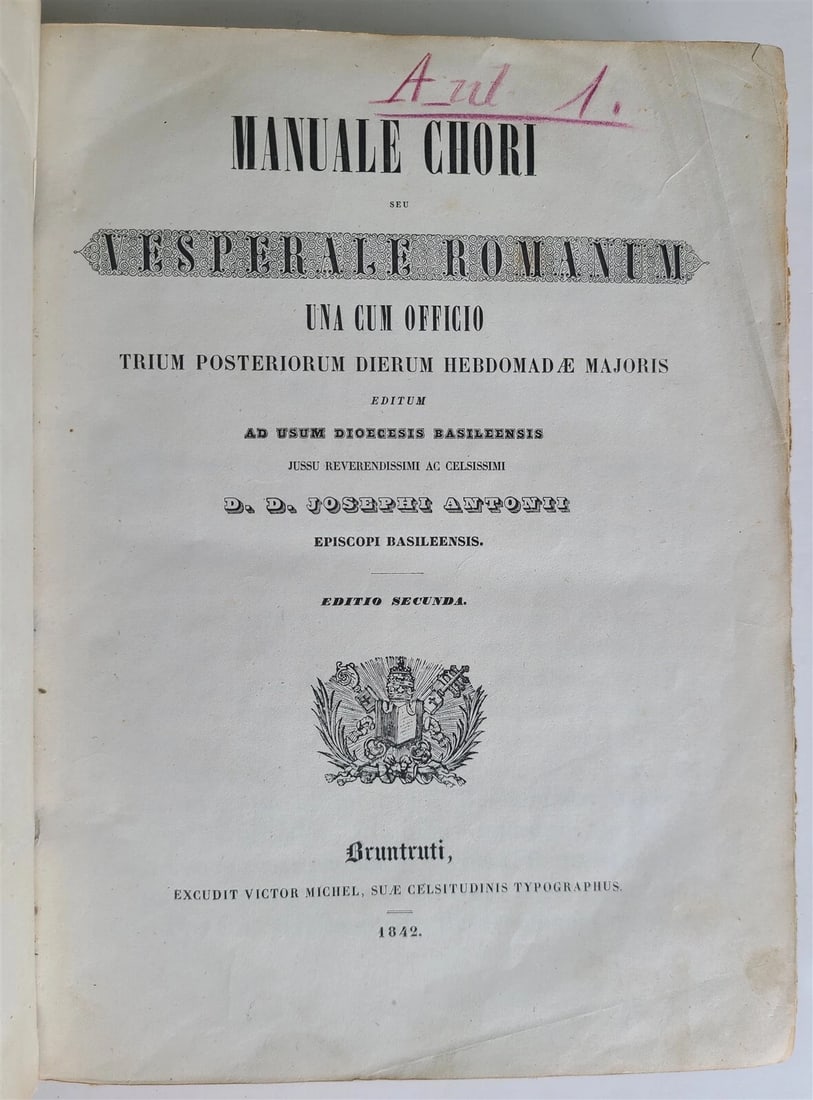 A ul 1.
MANUALE CHORI
SEU
VESPERALE ROMANUM
UNA CUM OFFICIO
TRIUM POSTERIORUM DIERUM HEBDOMADÆ MAJORIS
EDITUM
AD USUM DIOECESIS BASILEENSIS
JUSSU REVERENDISSIMI AC CELSISSIMI
D. D. JOSEPHI ANTONII
EPISCOPI BASILEENSIS.
EDITIO SECUNDA.
Bruntruti,
EXCUDIT VICTOR MICHEL, SUÆ CELSITUDINIS TYPOGRAPHUS.
1842.